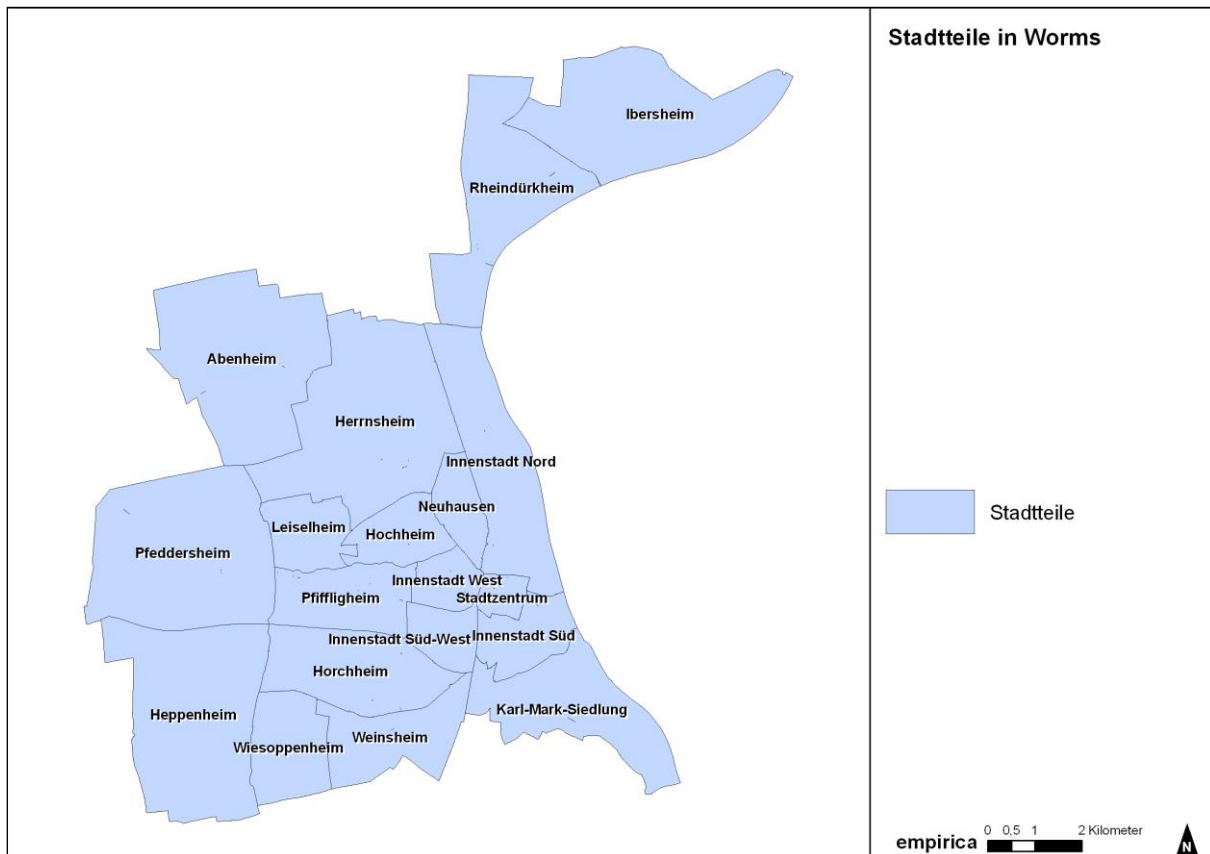 Stadtteile in Worms
Ibersheim
Rheindürkheim
Abenheim
Herrnsheim
Innenstadt Nord
Neuhausen
Leiselheim
Hochheim
Pfeddersheim
Innenstadt West
Pfiffligheim
Stadtzentrum
Innenstadt Süd-West
Innenstadt Süd
Horchheim
Karl-Mark-Siedlung
Heppenheim
Weinsheim
Wiesoppenheim
Stadtteile
empirica
0 0,5 1 2 Kilometer
N